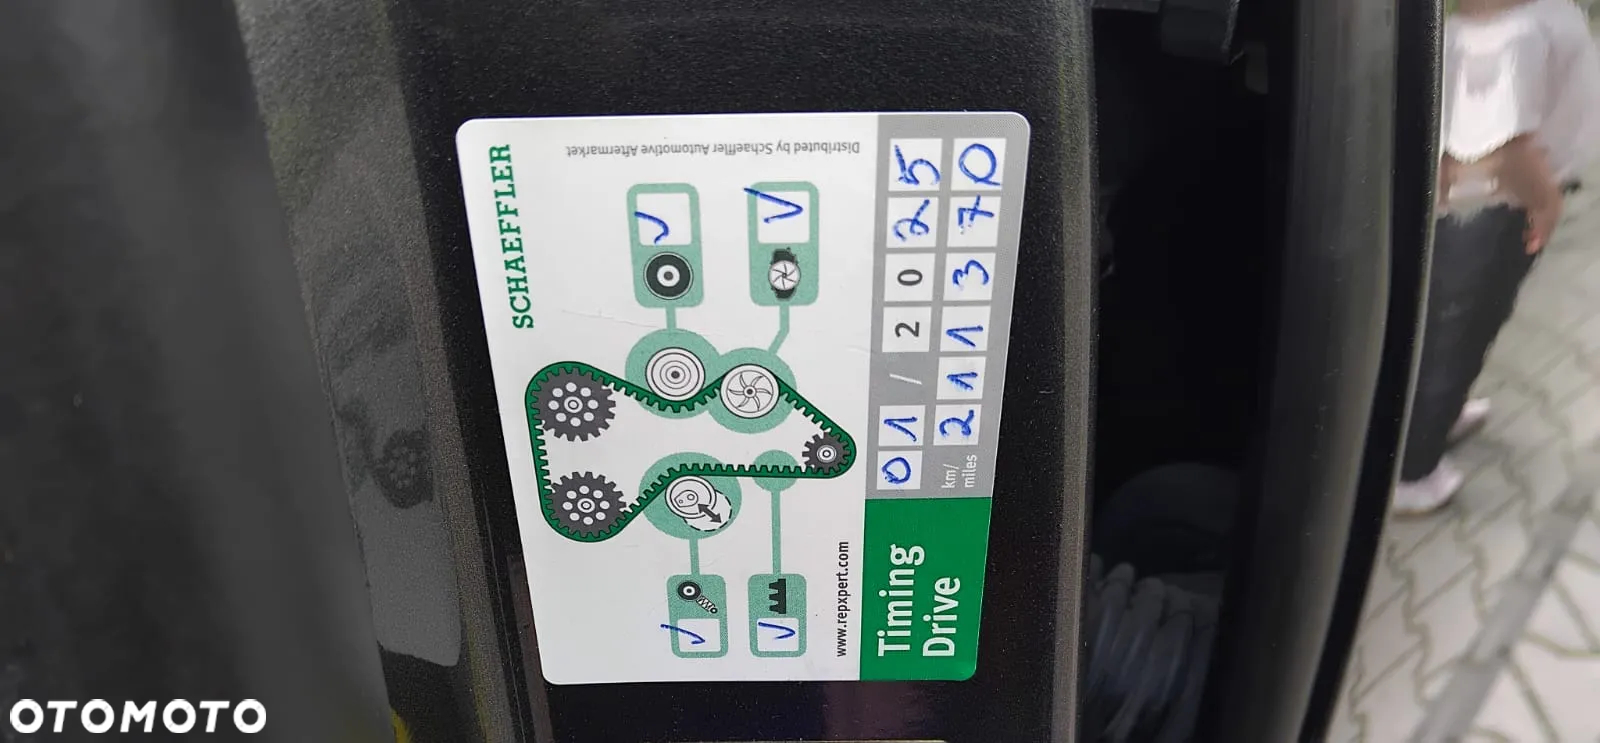 SCHAEFFLER
Distributed by Schaeffler Automotive Aftermarket
www.repxpert.com
Timing
Drive
01 / 2025
km/
miles
211370
OTOMOTO